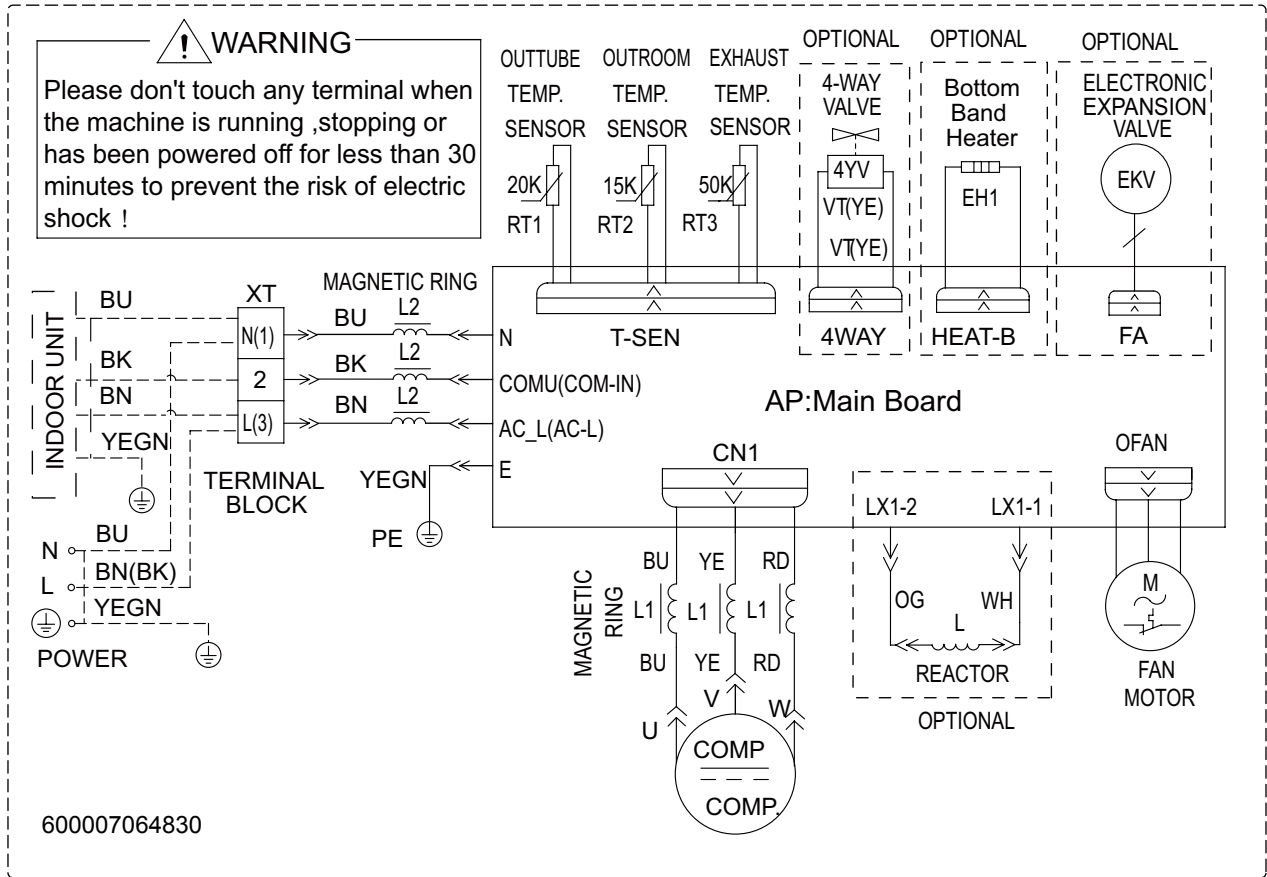 WARNING
Please don't touch any terminal when
the machine is running ,stopping or
has been powered off for less than 30
minutes to prevent the risk of electric
shock !
OUTTUBE
TEMP.
SENSOR
20K
RT1
OUTROOM
TEMP.
SENSOR
15K
RT2
EXHAUST
TEMP.
SENSOR
50K
RT3
T-SEN
OPTIONAL
4-WAY
VALVE
4YV
VT(YE)
VT(YE)
4WAY
OPTIONAL
Bottom
Band
Heater
EH1
HEAT-B
OPTIONAL
ELECTRONIC
EXPANSION
VALVE
EKV
FA
INDOOR UNIT
BU
BK
BN
YEGN
XT
N(1)
2
L(3)
TERMINAL
BLOCK
MAGNETIC RING
BU
L2
N
BK
L2
COMU(COM-IN)
BN
L2
AC_L(AC-L)
YEGN
E
PE
AP:Main Board
N
BU
L
BN(BK)
YEGN
POWER
CN1
MAGNETIC
RING
BU
YE
RD
L1
L1
L1
BU
YE
RD
U
V
W
COMP
COMP.
LX1-2
LX1-1
OG
WH
L
REACTOR
OPTIONAL
OFAN
M
FAN
MOTOR
600007064830